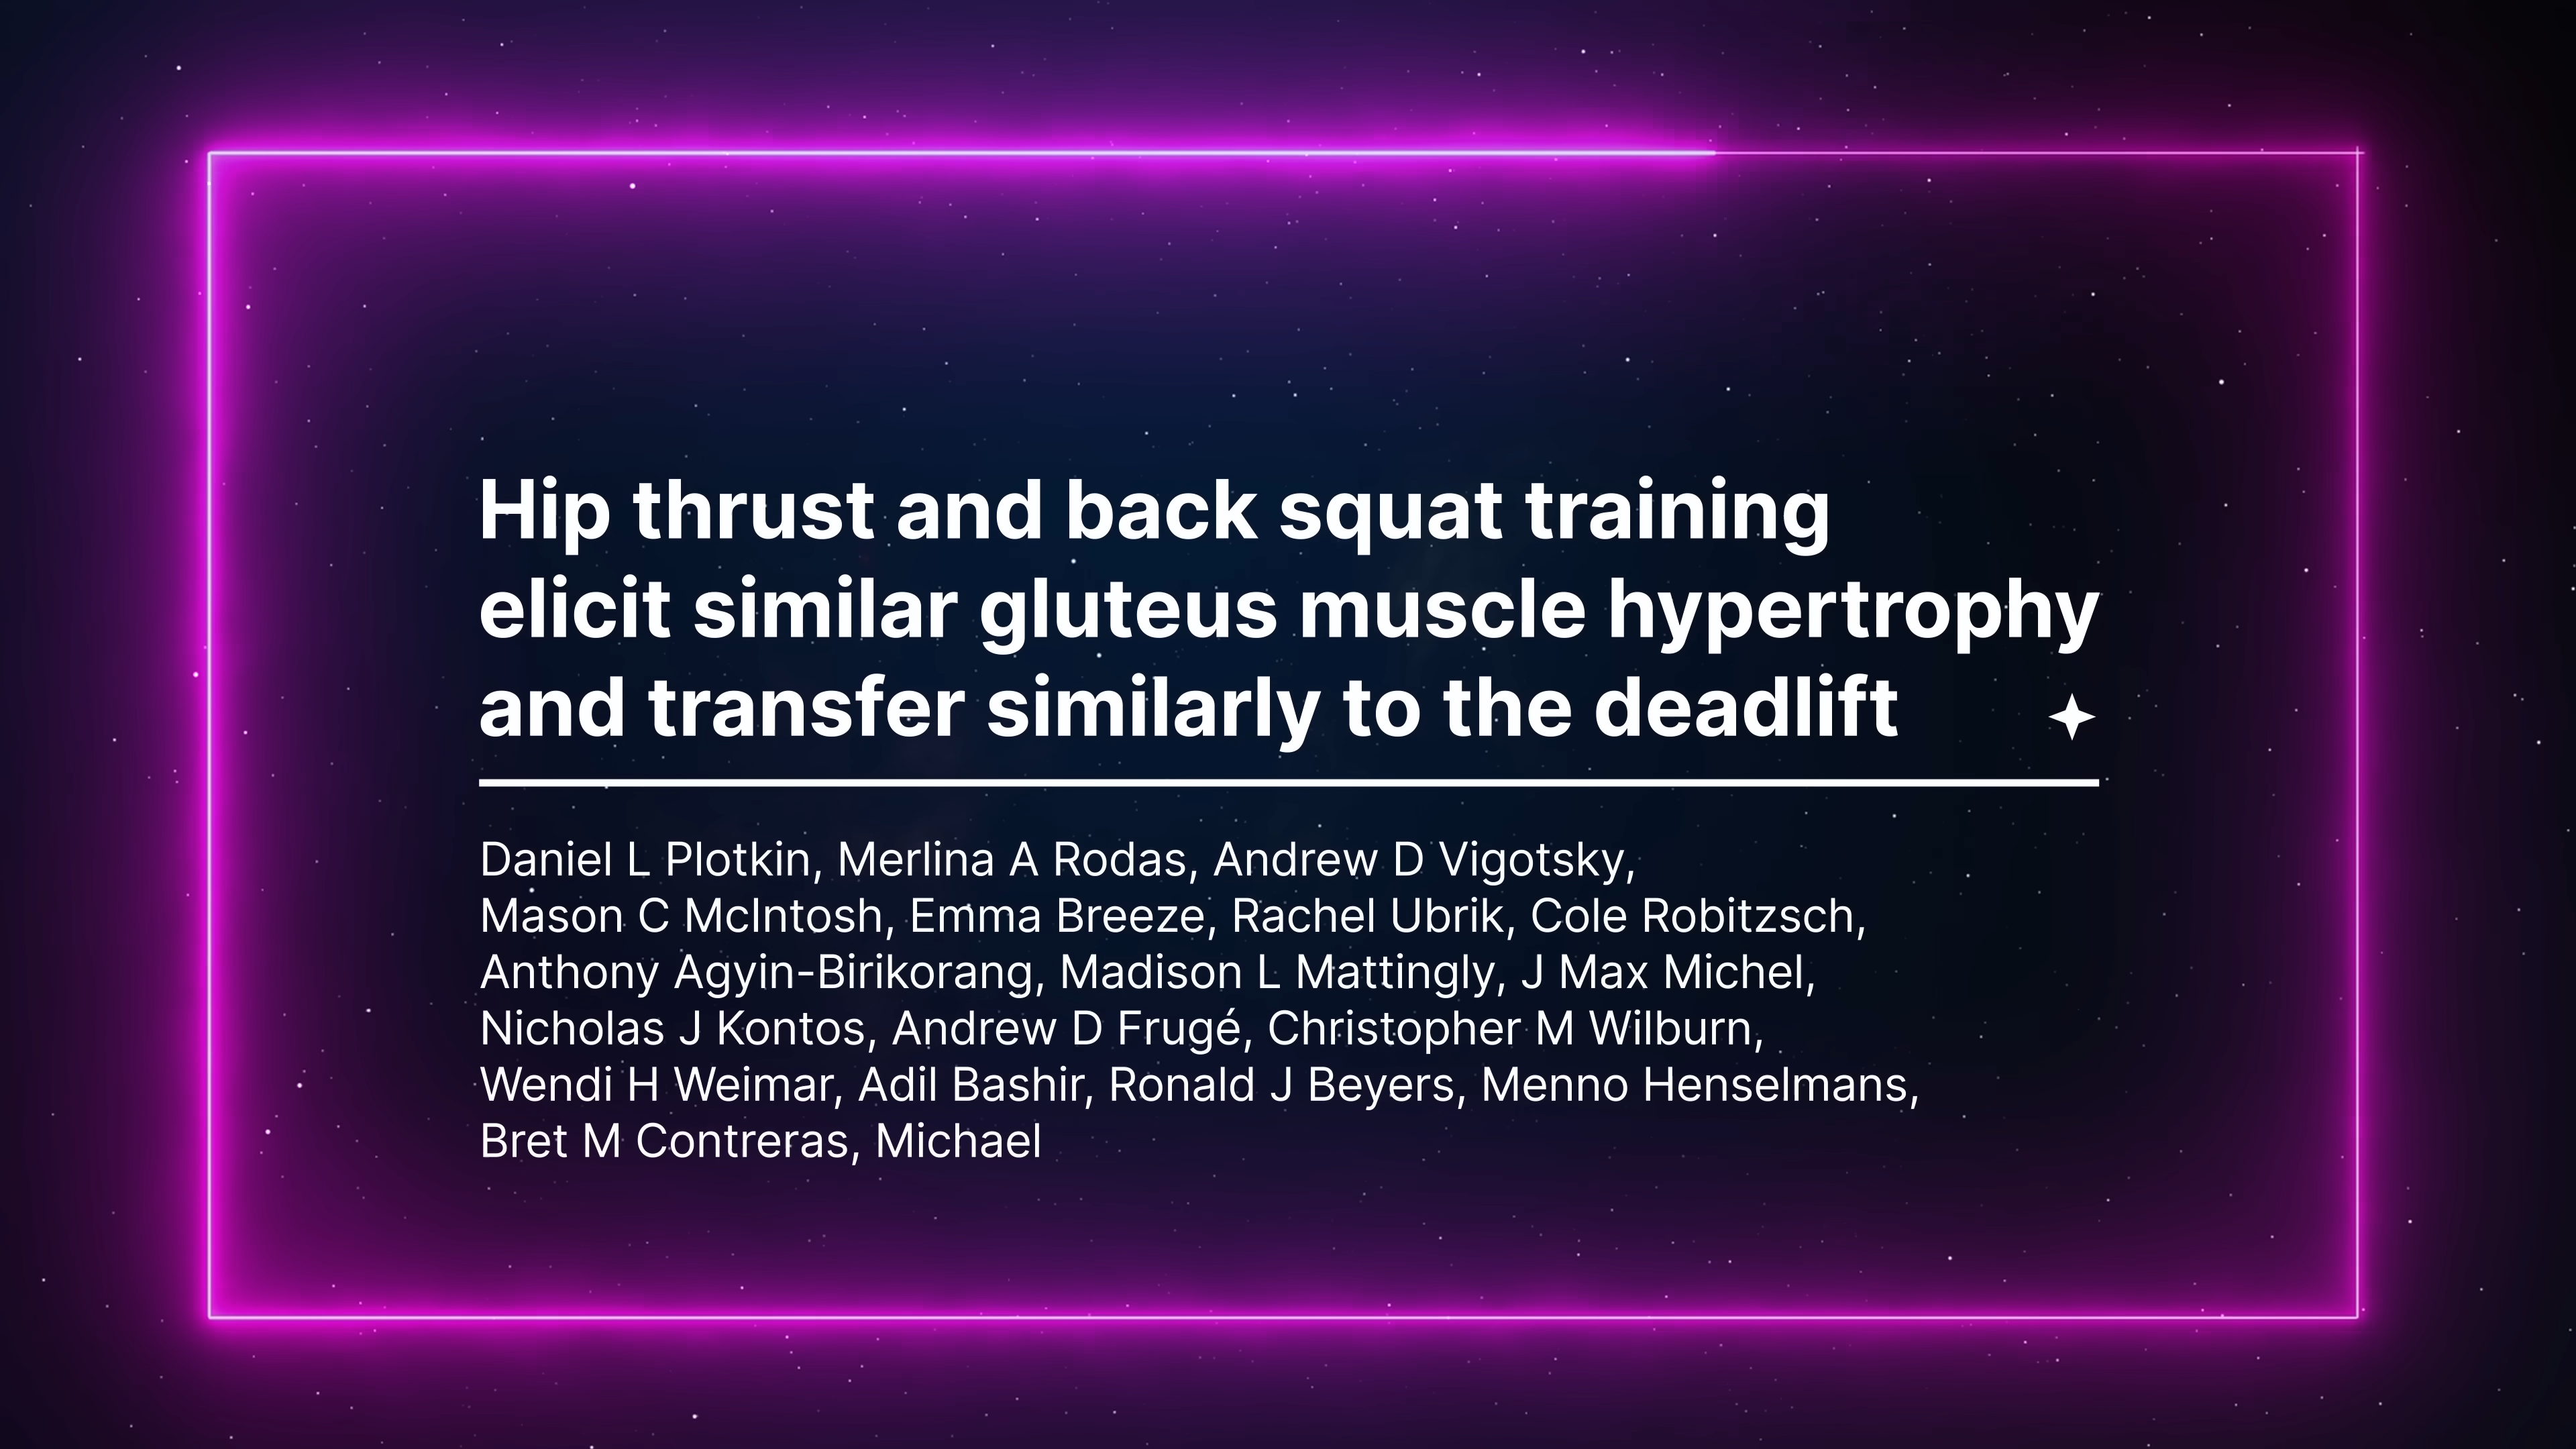 Hip thrust and back squat training
elicit similar gluteus muscle hypertrophy
and transfer similarly to the deadlift
Daniel L Plotkin, Merlina A Rodas, Andrew D Vigotsky,
Mason C McIntosh, Emma Breeze, Rachel Ubrik, Cole Robitzsch,
Anthony Agyin-Birikorang, Madison L Mattingly, J Max Michel,
Nicholas J Kontos, Andrew D Frugé, Christopher M Wilburn,
Wendi H Weimar, Adil Bashir, Ronald J Beyers, Menno Henselmans,
Bret M Contreras, Michael